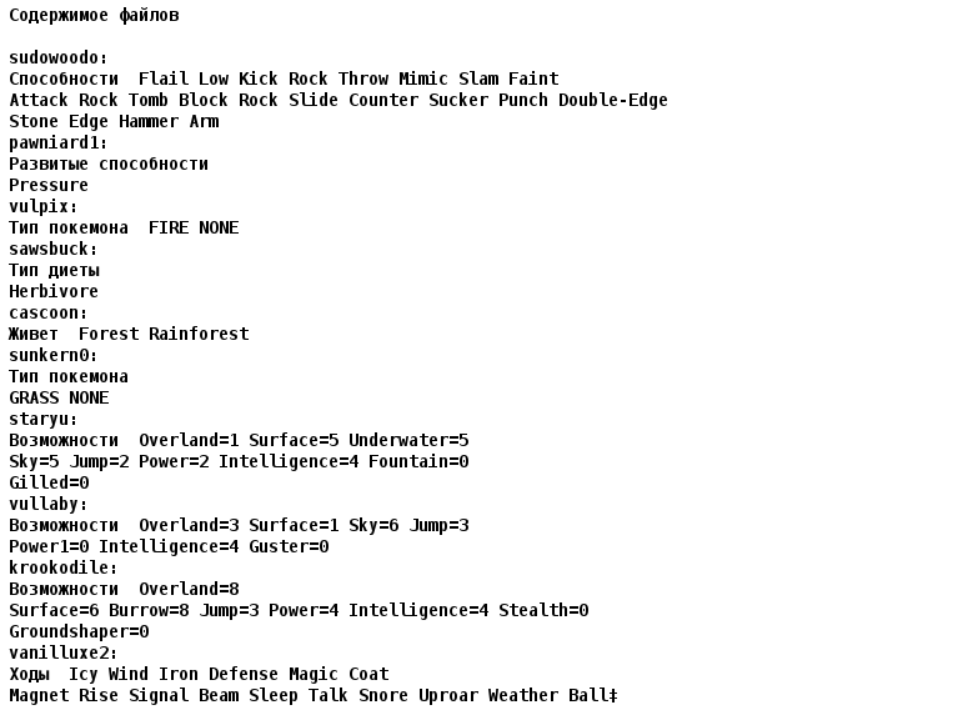 Содержимое файлов
sudowoodo:
Способности  Flail Low Kick Rock Throw Mimic Slam Faint
Attack Rock Tomb Block Rock Slide Counter Sucker Punch Double-Edge
Stone Edge Hammer Arm
pawniard1:
Развитые способности
Pressure
vulpix:
Тип покемона  FIRE NONE
sawsbuck:
Тип диеты
Herbivore
cascoon:
Живет  Forest Rainforest
sunkern0:
Тип покемона
GRASS NONE
staryu:
Возможности  Overland=1 Surface=5 Underwater=5
Sky=5 Jump=2 Power=2 Intelligence=4 Fountain=0
Gilled=0
vullaby:
Возможности  Overland=3 Surface=1 Sky=6 Jump=3
Power1=0 Intelligence=4 Guster=0
krookodile:
Возможности  Overland=8
Surface=6 Burrow=8 Jump=3 Power=4 Intelligence=4 Stealth=0
Groundshaper=0
vanilluxe2:
Ходы  Icy Wind Iron Defense Magic Coat
Magnet Rise Signal Beam Sleep Talk Snore Uproar Weather Ball‡